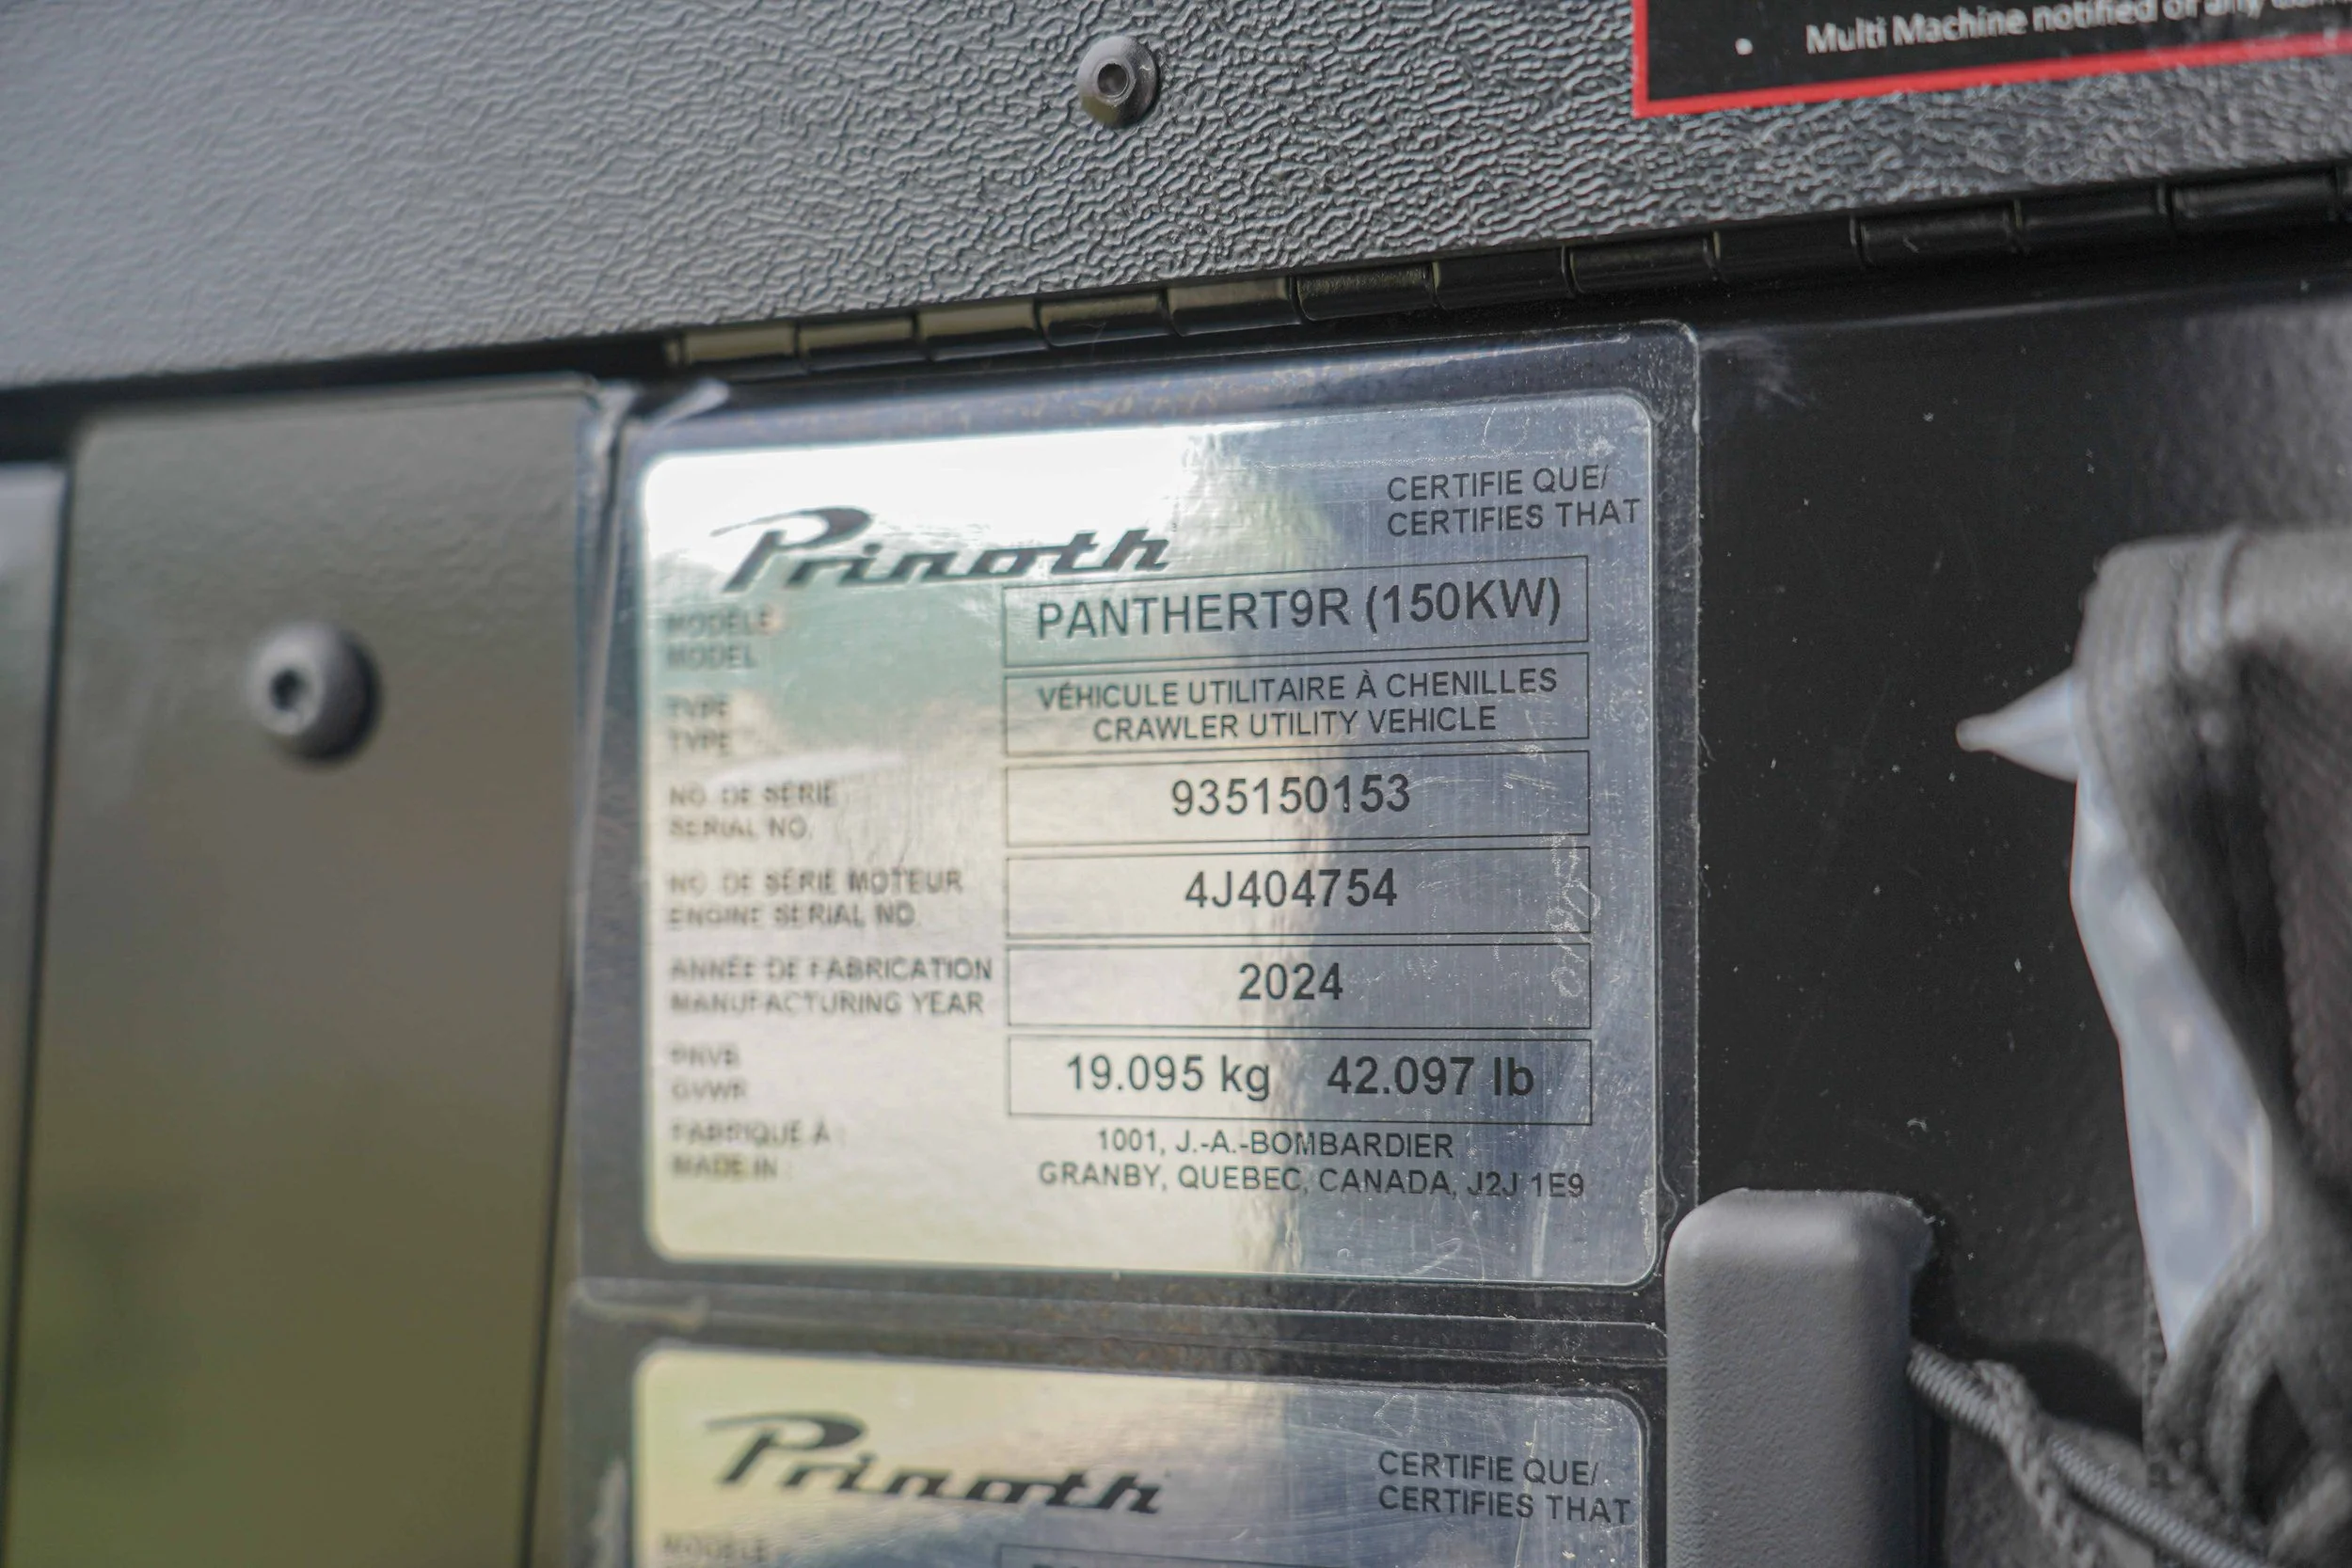 • Multi Machine notified of any
Prinoth
CERTIFIE QUE/
CERTIFIES THAT
MODÈLE
MODEL
PANTHERT9R (150KW)
TYPE
TYPE
VÉHICULE UTILITAIRE À CHENILLES
CRAWLER UTILITY VEHICLE
NO. DE SÉRIE
SERIAL NO.
935150153
NO. DE SÉRIE MOTEUR
ENGINE SERIAL NO.
4J404754
ANNÉE DE FABRICATION
MANUFACTURING YEAR
2024
PNVB
GVWR
19.095 kg 42.097 lb
FABRIQUÉ À :
MADE IN :
1001, J.-A.-BOMBARDIER
GRANBY, QUEBEC, CANADA, J2J 1E9
Prinoth
CERTIFIE QUE/
CERTIFIES THAT
MODÈLE